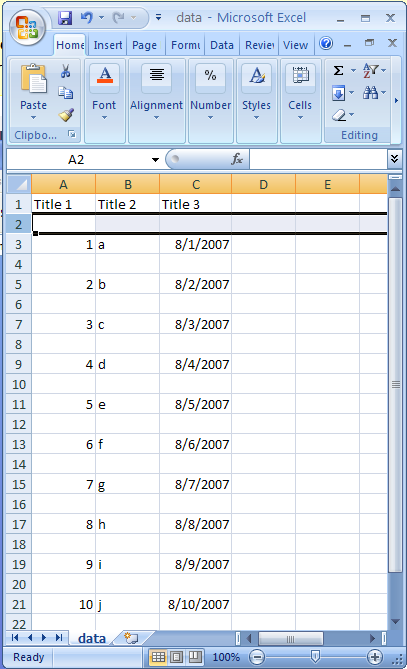 data - Microsoft Excel
Home Insert Page Formu Data Review View
Paste Font Alignment Number Styles Cells
Clipbo... Editing
A2 fx
A B C D E
1 Title 1 Title 2 Title 3
2
3 1 a 8/1/2007
4
5 2 b 8/2/2007
6
7 3 c 8/3/2007
8
9 4 d 8/4/2007
10
11 5 e 8/5/2007
12
13 6 f 8/6/2007
14
15 7 g 8/7/2007
16
17 8 h 8/8/2007
18
19 9 i 8/9/2007
20
21 10 j 8/10/2007
22
data
Ready 100%